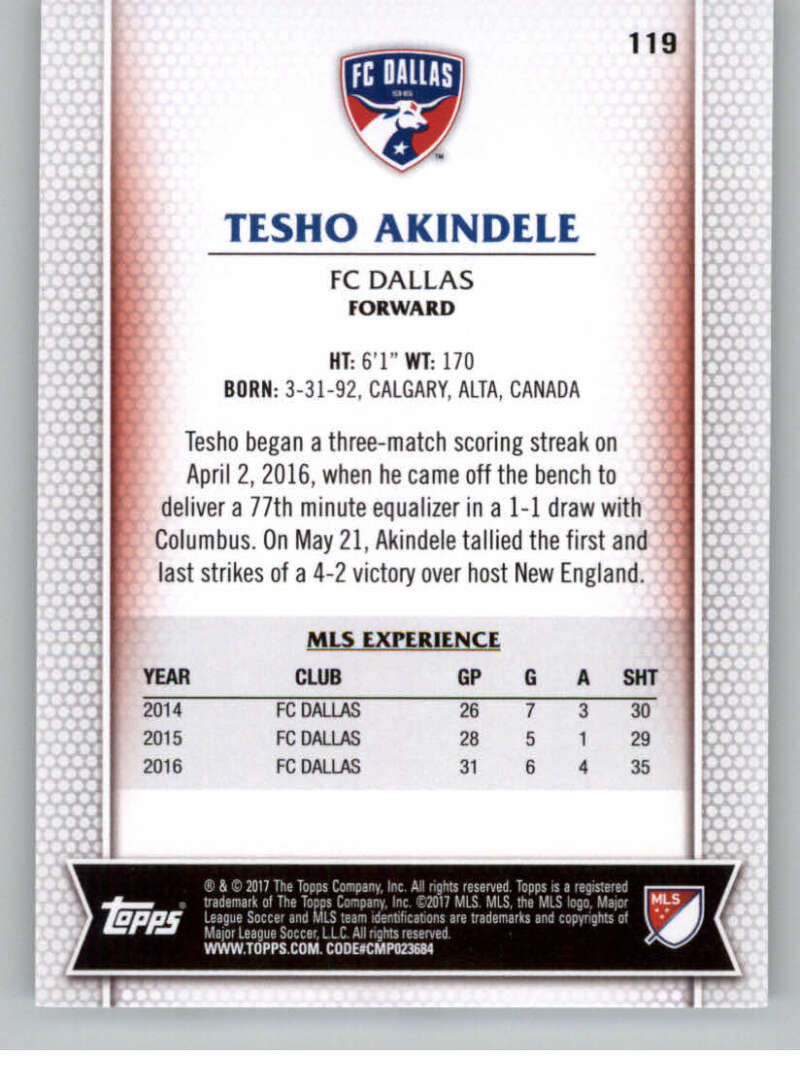 119
FC DALLAS
TESHO AKINDELE
FC DALLAS
FORWARD
HT: 6'1" WT: 170
BORN: 3-31-92, CALGARY, ALTA, CANADA
Tesho began a three-match scoring streak on
April 2, 2016, when he came off the bench to
deliver a 77th minute equalizer in a 1-1 draw with
Columbus. On May 21, Akindele tallied the first and
last strikes of a 4-2 victory over host New England.
MLS EXPERIENCE
YEAR CLUB GP G A SHT
2014 FC DALLAS 26 7 3 30
2015 FC DALLAS 28 5 1 29
2016 FC DALLAS 31 6 4 35
Topps®
® & © 2017 The Topps Company, Inc. All rights reserved. Topps is a registered
trademark of The Topps Company, Inc. ©2017 MLS. MLS, the MLS logo, Major
League Soccer and MLS team identifications are trademarks and copyrights of
Major League Soccer, L.L.C. All rights reserved.
WWW.TOPPS.COM. CODE#CMP023684
MLS